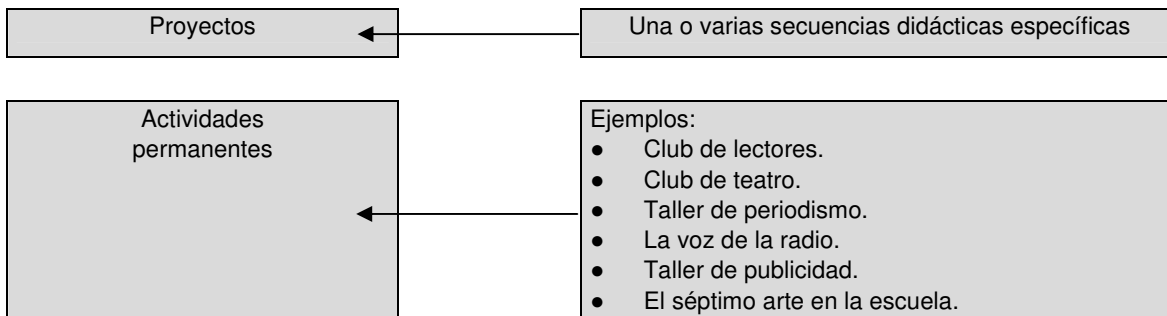 Proyectos
Una o varias secuencias didácticas específicas
Actividades
permanentes
Ejemplos:
● Club de lectores.
● Club de teatro.
● Taller de periodismo.
● La voz de la radio.
● Taller de publicidad.
● El séptimo arte en la escuela.